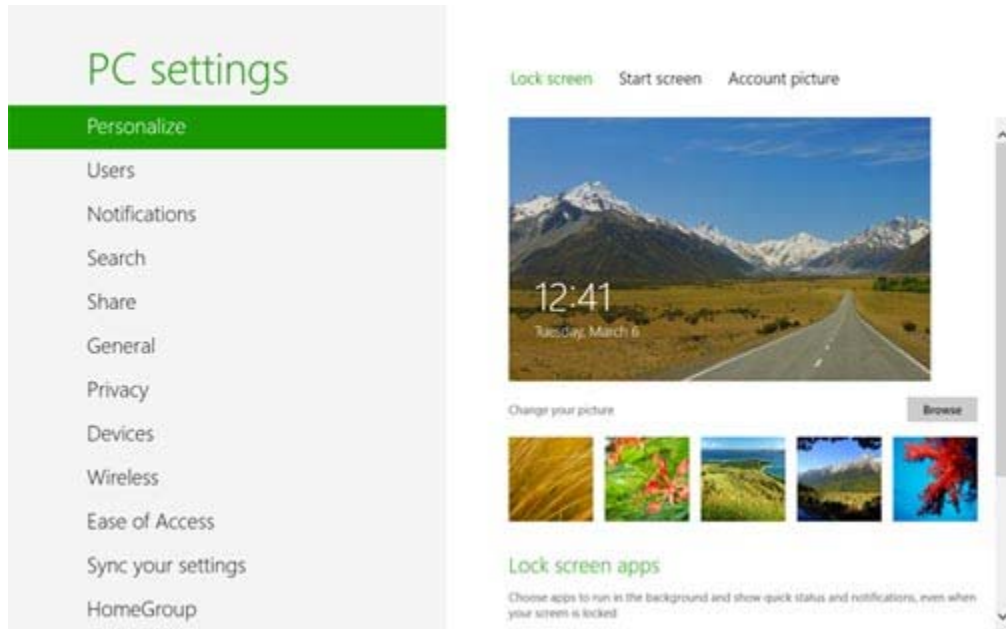 PC settings
Personalize
Users
Notifications
Search
Share
General
Privacy
Devices
Wireless
Ease of Access
Sync your settings
HomeGroup
Lock screen Start screen Account picture
12:41
Tuesday, March 6
Change your picture
Browse
Lock screen apps
Choose apps to run in the background and show quick status and notifications, even when
your screen is locked